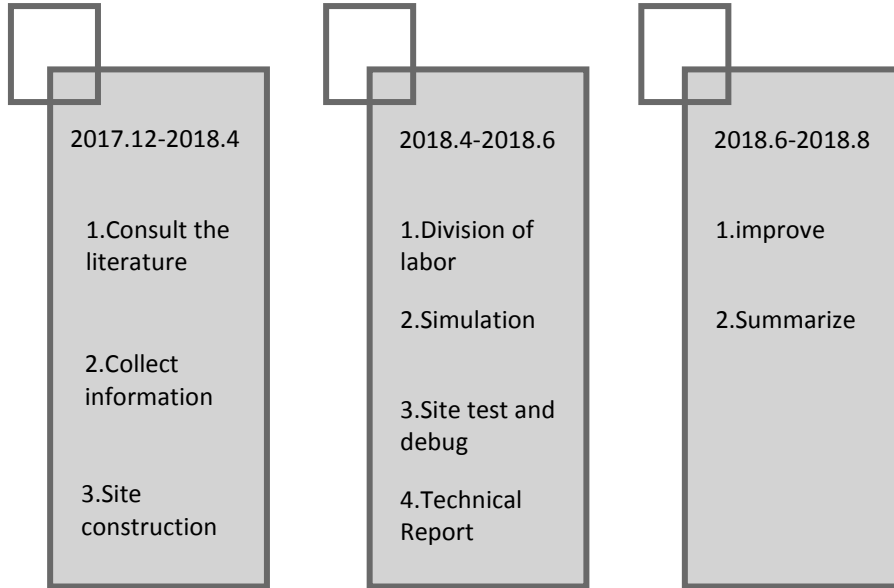 2017.12-2018.4
1.Consult the
literature
2.Collect
information
3.Site
construction
2018.4-2018.6
1.Division of
labor
2.Simulation
3.Site test and
debug
4.Technical
Report
2018.6-2018.8
1.improve
2.Summarize